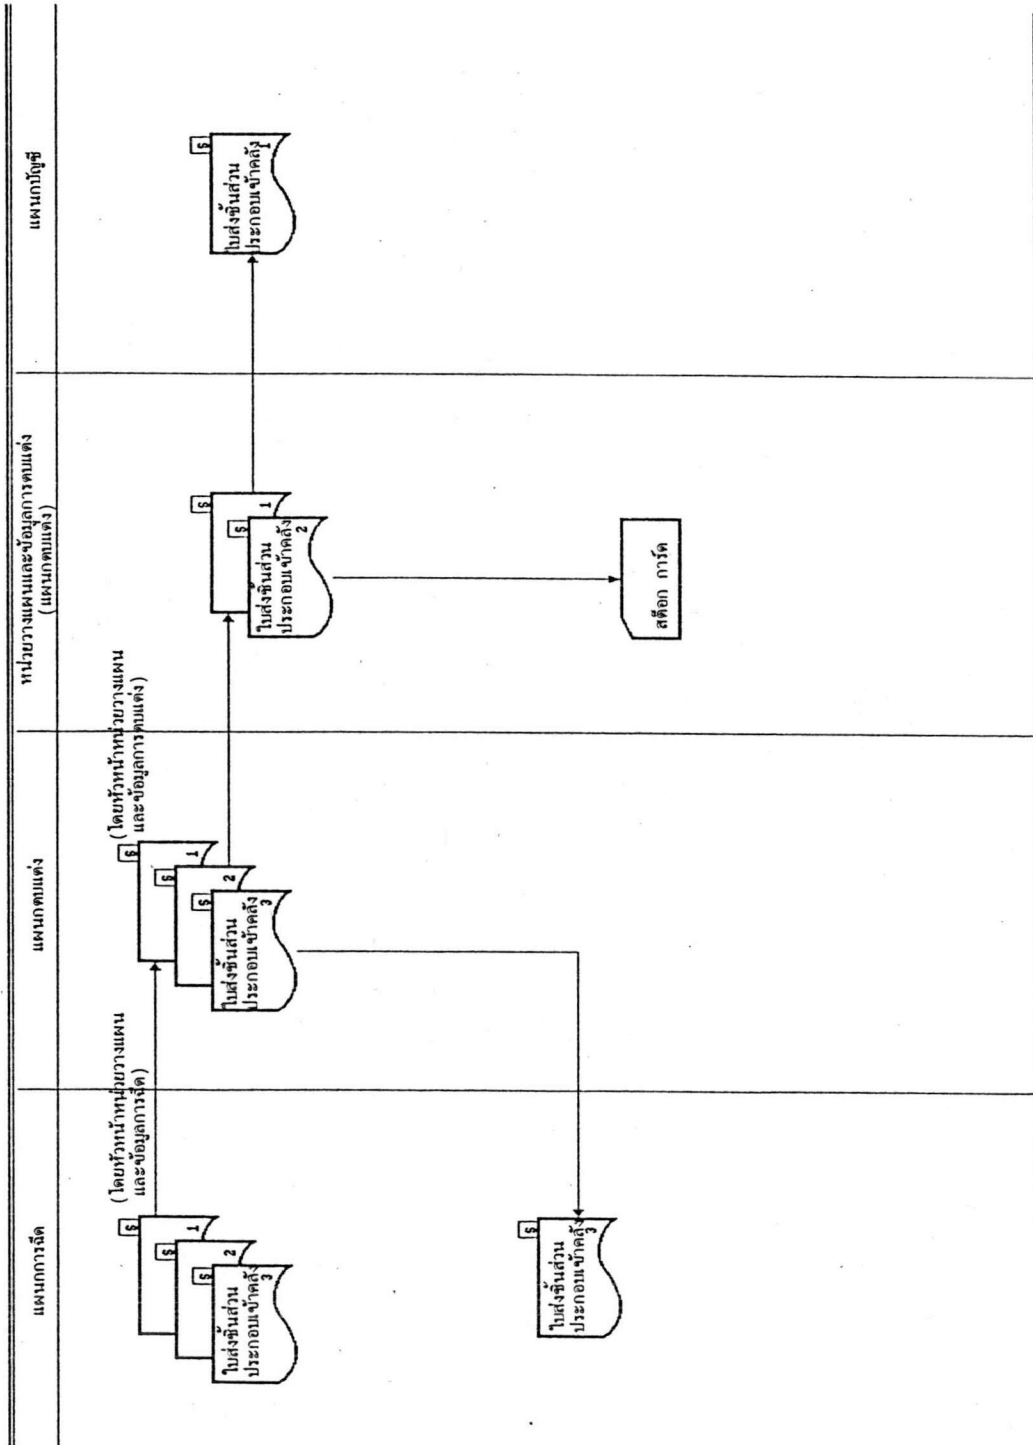 แผนกการฉีด
แผนกตบแต่ง
หน่วยวางแผนและข้อมูลการตบแต่ง
(แผนกตบแต่ง)
แผนกบัญชี
S
1
S
2
S
ใบส่งชิ้นส่วน
ประกอบเข้าคลัง
3
(โดยหัวหน้าหน่วยวางแผน
และข้อมูลการฉีด)
S
1
S
2
S
ใบส่งชิ้นส่วน
ประกอบเข้าคลัง
3
(โดยหัวหน้าหน่วยวางแผน
และข้อมูลการตบแต่ง)
S
1
S
ใบส่งชิ้นส่วน
ประกอบเข้าคลัง
2
S
ใบส่งชิ้นส่วน
ประกอบเข้าคลัง
1
S
ใบส่งชิ้นส่วน
ประกอบเข้าคลัง
3
สต๊อก การ์ด